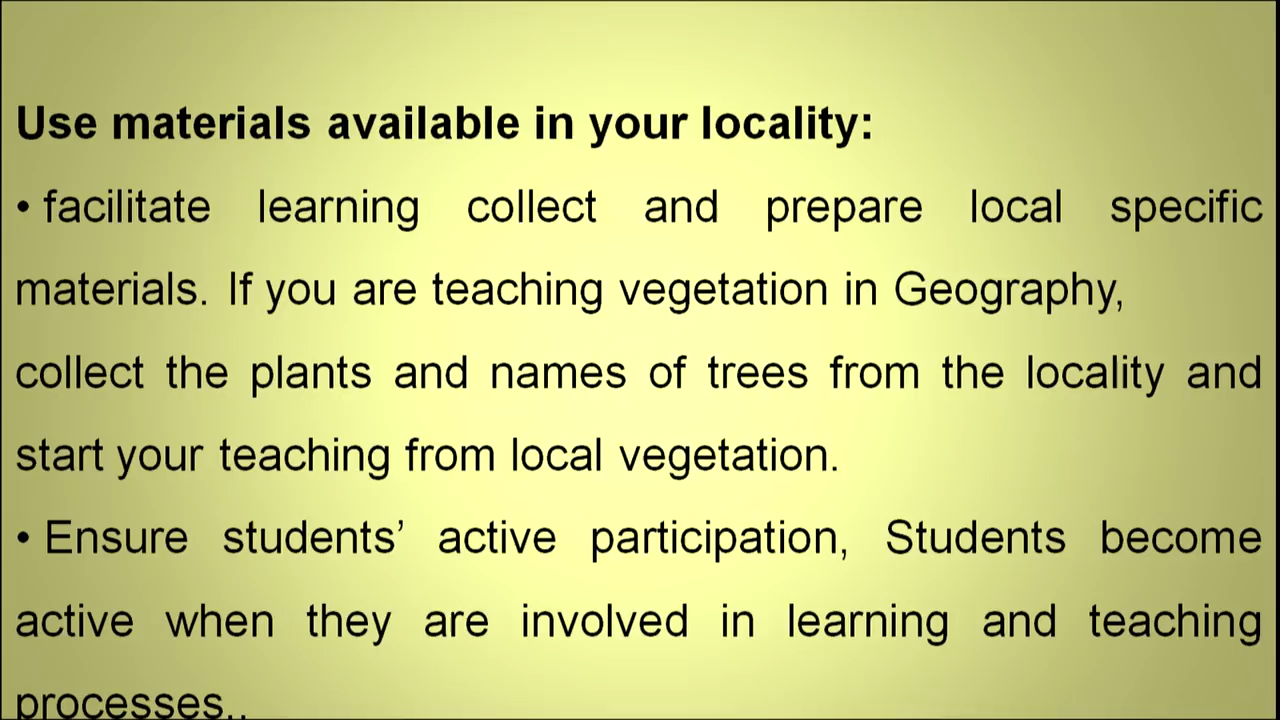 Use materials available in your locality:
• facilitate learning collect and prepare local specific
materials. If you are teaching vegetation in Geography,
collect the plants and names of trees from the locality and
start your teaching from local vegetation.
• Ensure students’ active participation, Students become
active when they are involved in learning and teaching
processes..